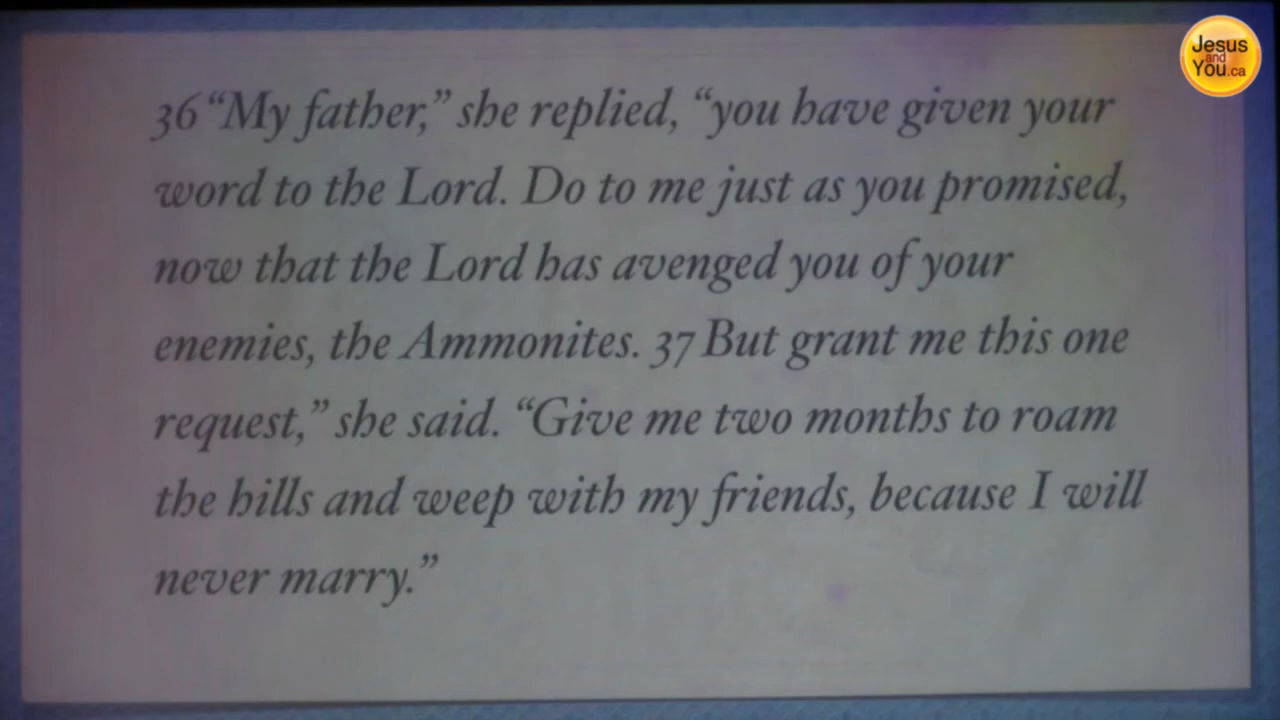 Jesus
and
You.ca
36 “My father,” she replied, “you have given your
word to the Lord. Do to me just as you promised,
now that the Lord has avenged you of your
enemies, the Ammonites. 37 But grant me this one
request,” she said. “Give me two months to roam
the hills and weep with my friends, because I will
never marry.”